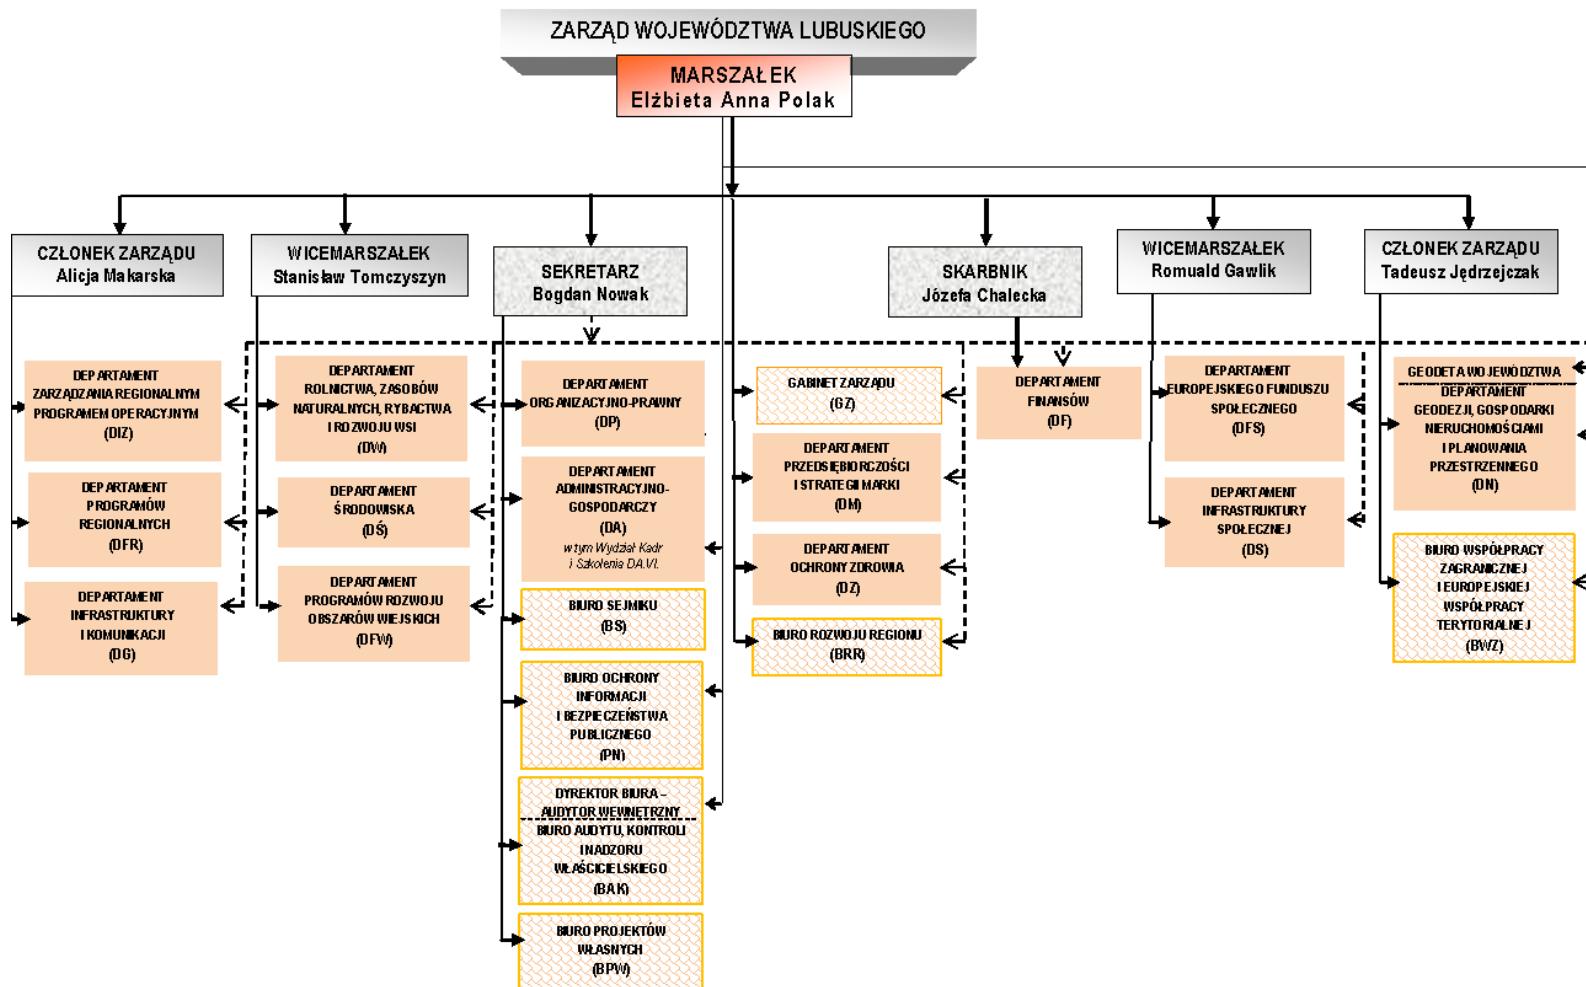 ZARZĄD WOJEWÓDZTWA LUBUSKIEGO
MARSZAŁEK
Elżbieta Anna Polak
CZŁONEK ZARZĄDU
Alicja Makarska
WICEMARSZAŁEK
Stanisław Tomczyszyn
SEKRETARZ
Bogdan Nowak
SKARBNIK
Józefa Chalecka
WICEMARSZAŁEK
Romuald Gawlik
CZŁONEK ZARZĄDU
Tadeusz Jędrzejczak
DEPARTAMENT
ZARZĄDZANIA REGIONALNYM
PROGRAMEM OPERACYJNYM
(DIZ)
DEPARTAMENT
PROGRAMÓW
REGIONALNYCH
(DFR)
DEPARTAMENT
INFRASTRUKTURY
I KOMUNIKACJI
(DG)
DEPARTAMENT
ROLNICTWA, ZASOBÓW
NATURALNYCH, RYBACTWA
I ROZWOJU WSI
(DW)
DEPARTAMENT
ŚRODOWISKA
(DŚ)
DEPARTAMENT
PROGRAMÓW ROZWOJU
OBSZARÓW WIEJSKICH
(DFW)
DEPARTAMENT
ORGANIZACYJNO-PRAWNY
(DP)
DEPARTAMENT
ADMINISTRACYJNO-
GOSPODARCZY
(DA)
w tym Wydział Kadr
i Szkolenia DA.VI.
BIURO SEJMIKU
(BS)
BIURO OCHRONY
INFORMACJI
I BEZPIECZEŃSTWA
PUBLICZNEGO
(PN)
DYREKTOR BIURA –
AUDYTOR WEWNĘTRZNY
BIURO AUDYTU, KONTROLI
I NADZORU
WŁAŚCICIELSKIEGO
(BAK)
BIURO PROJEKTÓW
WŁASNYCH
(BPW)
GABINET ZARZĄDU
(GZ)
DEPARTAMENT
PRZEDSIĘBIORCZOŚCI
I STRATEGII MARKI
(DM)
DEPARTAMENT
OCHRONY ZDROWIA
(DZ)
BIURO ROZWOJU REGIONU
(BRR)
DEPARTAMENT
FINANSÓW
(DF)
DEPARTAMENT
EUROPEJSKIEGO FUNDUSZU
SPOŁECZNEGO
(DFS)
DEPARTAMENT
INFRASTRUKTURY
SPOŁECZNEJ
(DS)
GEODETA WOJEWÓDZTWA
DEPARTAMENT
GEODEZJI, GOSPODARKI
NIERUCHOMOŚCIAMI
I PLANOWANIA
PRZESTRZENNEGO
(DN)
BIURO WSPÓŁPRACY
ZAGRANICZNEJ
I EUROPEJSKIEJ
WSPÓŁPRACY
TERYTORIALNEJ
(BWZ)